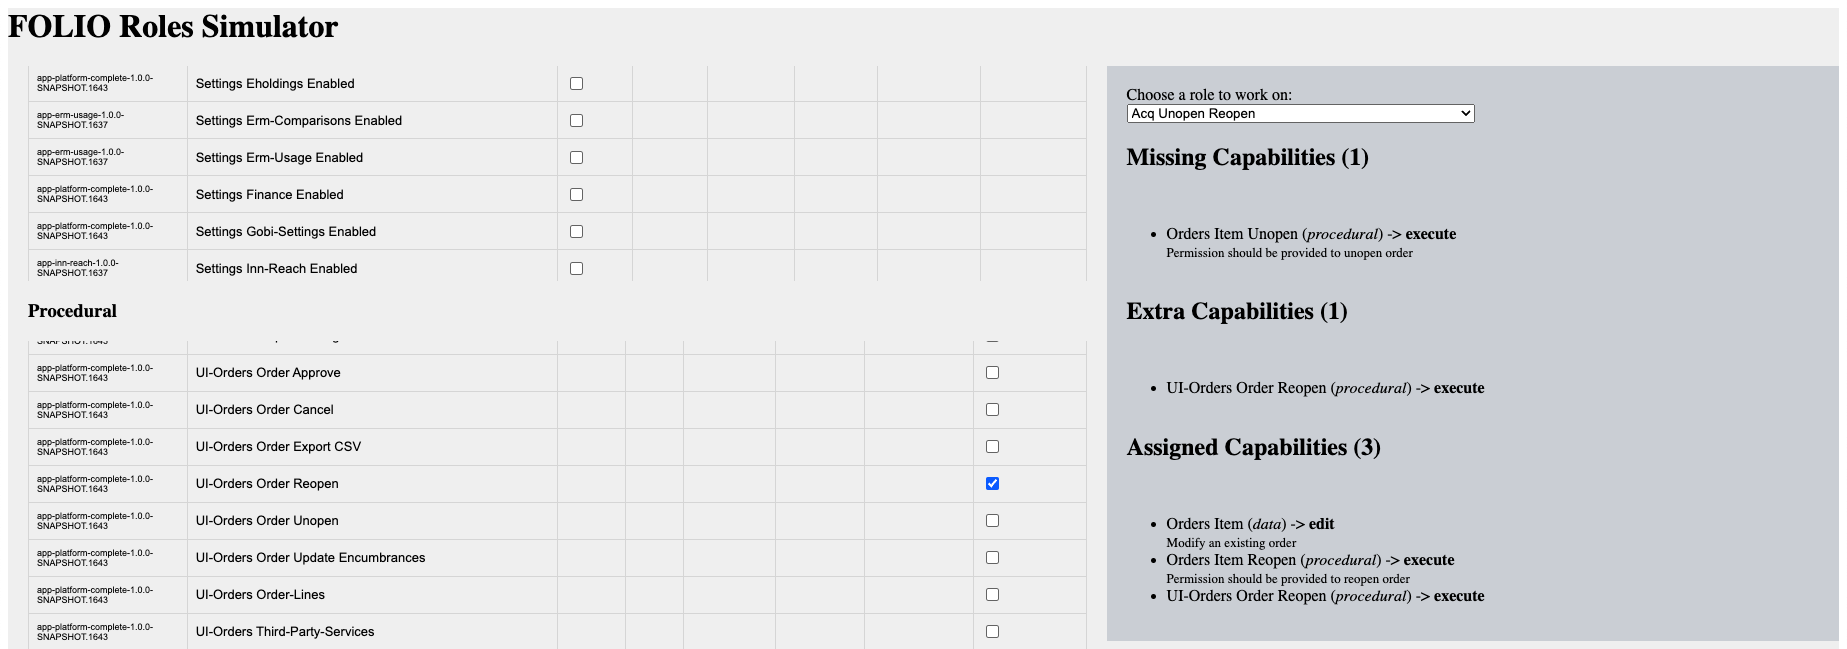 FOLIO Roles Simulator
app-platform-complete-1.0.0-
SNAPSHOT.1643
Settings Eholdings Enabled
app-erm-usage-1.0.0-
SNAPSHOT.1637
Settings Erm-Comparisons Enabled
app-erm-usage-1.0.0-
SNAPSHOT.1637
Settings Erm-Usage Enabled
app-platform-complete-1.0.0-
SNAPSHOT.1643
Settings Finance Enabled
app-platform-complete-1.0.0-
SNAPSHOT.1643
Settings Gobi-Settings Enabled
app-inn-reach-1.0.0-
SNAPSHOT.1637
Settings Inn-Reach Enabled
Procedural
SNAPSHOT.1643
app-platform-complete-1.0.0-
SNAPSHOT.1643
UI-Orders Order Approve
app-platform-complete-1.0.0-
SNAPSHOT.1643
UI-Orders Order Cancel
app-platform-complete-1.0.0-
SNAPSHOT.1643
UI-Orders Order Export CSV
app-platform-complete-1.0.0-
SNAPSHOT.1643
UI-Orders Order Reopen
app-platform-complete-1.0.0-
SNAPSHOT.1643
UI-Orders Order Unopen
app-platform-complete-1.0.0-
SNAPSHOT.1643
UI-Orders Order Update Encumbrances
app-platform-complete-1.0.0-
SNAPSHOT.1643
UI-Orders Order-Lines
app-platform-complete-1.0.0-
SNAPSHOT.1643
UI-Orders Third-Party-Services
Choose a role to work on:
Acq Unopen Reopen
Missing Capabilities (1)
• Orders Item Unopen (procedural) -> execute
Permission should be provided to unopen order
Extra Capabilities (1)
• UI-Orders Order Reopen (procedural) -> execute
Assigned Capabilities (3)
• Orders Item (data) -> edit
Modify an existing order
• Orders Item Reopen (procedural) -> execute
Permission should be provided to reopen order
• UI-Orders Order Reopen (procedural) -> execute